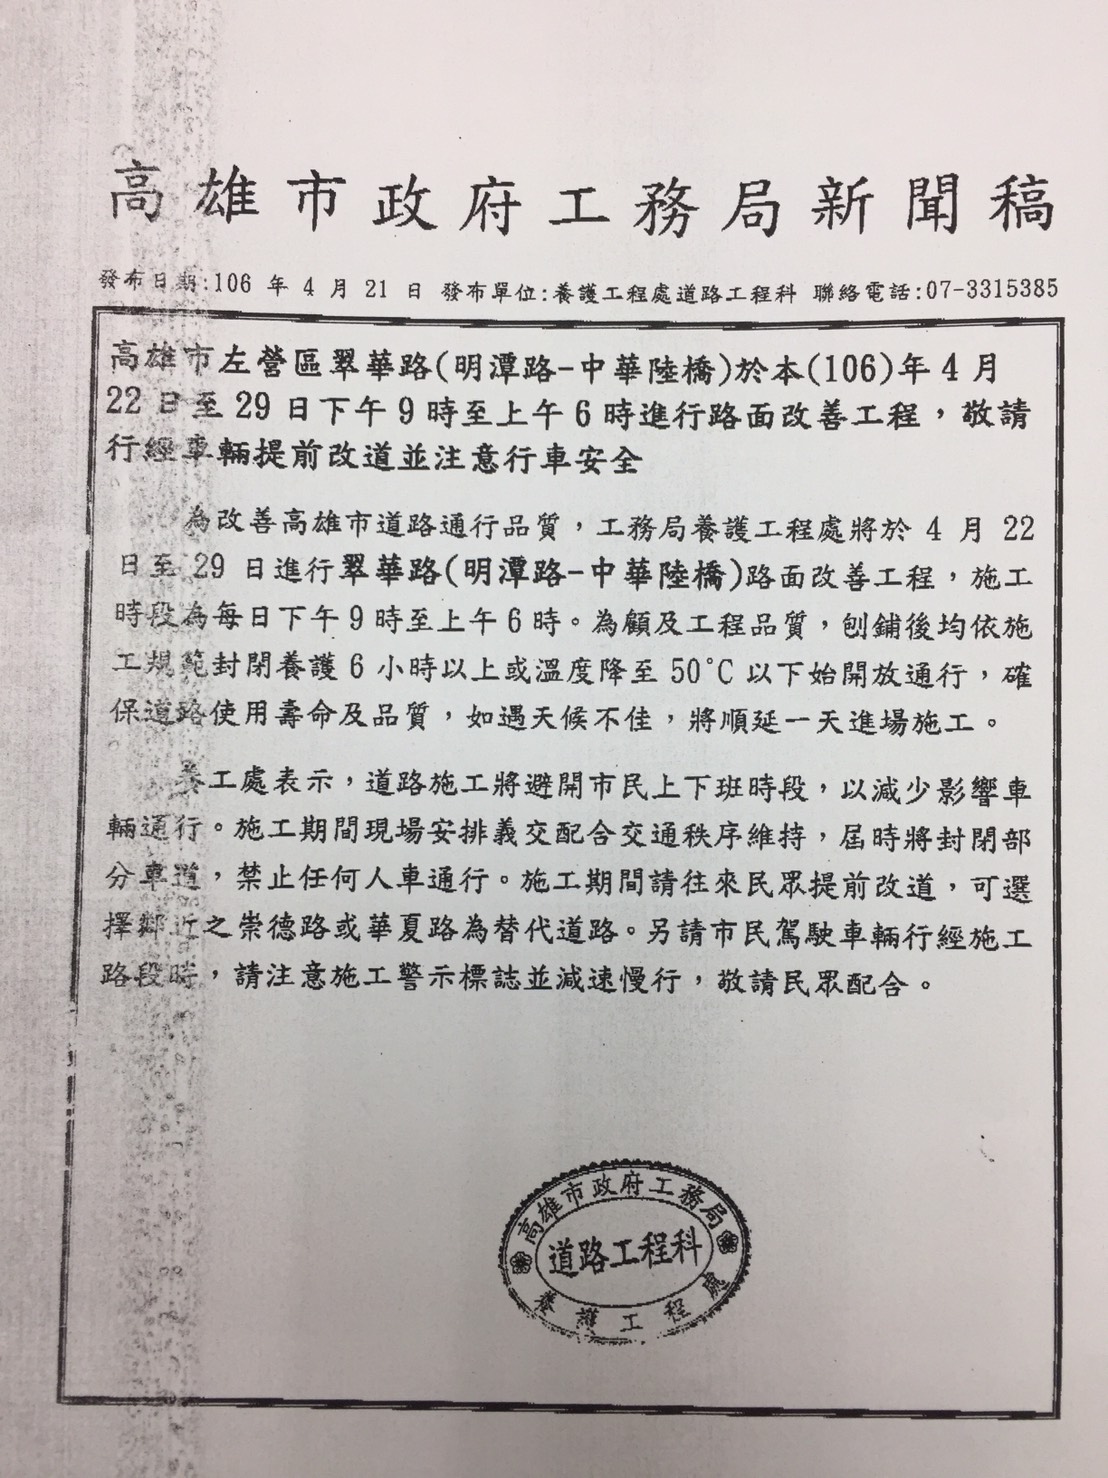 高雄市政府工務局新聞稿
發布日期:106 年 4 月 21 日 發布單位:養護工程處道路工程科 聯絡電話:07-3315385
高雄市左營區翠華路(明潭路-中華陸橋)於本(106)年4月
22日至29日下午9時至上午6時進行路面改善工程，敬請
行經車輛提前改道並注意行車安全
為改善高雄市道路通行品質，工務局養護工程處將於 4 月 22
日至 29 日進行翠華路(明潭路-中華陸橋)路面改善工程，施工
時段為每日下午9時至上午6時。為顧及工程品質，刨鋪後均依施
工規範封閉養護 6 小時以上或溫度降至 50°C 以下始開放通行，確
保道路使用壽命及品質，如遇天候不佳，將順延一天進場施工。
養工處表示，道路施工將避開市民上下班時段，以減少影響車
輛通行。施工期間現場安排義交配合交通秩序維持，屆時將封閉部
分車道，禁止任何人車通行。施工期間請往來民眾提前改道，可選
擇鄰近之崇德路或華夏路為替代道路。另請市民駕駛車輛行經施工
路段時，請注意施工警示標誌並減速慢行，敬請民眾配合。
高雄市政府工務局
道路工程科
養護工程處